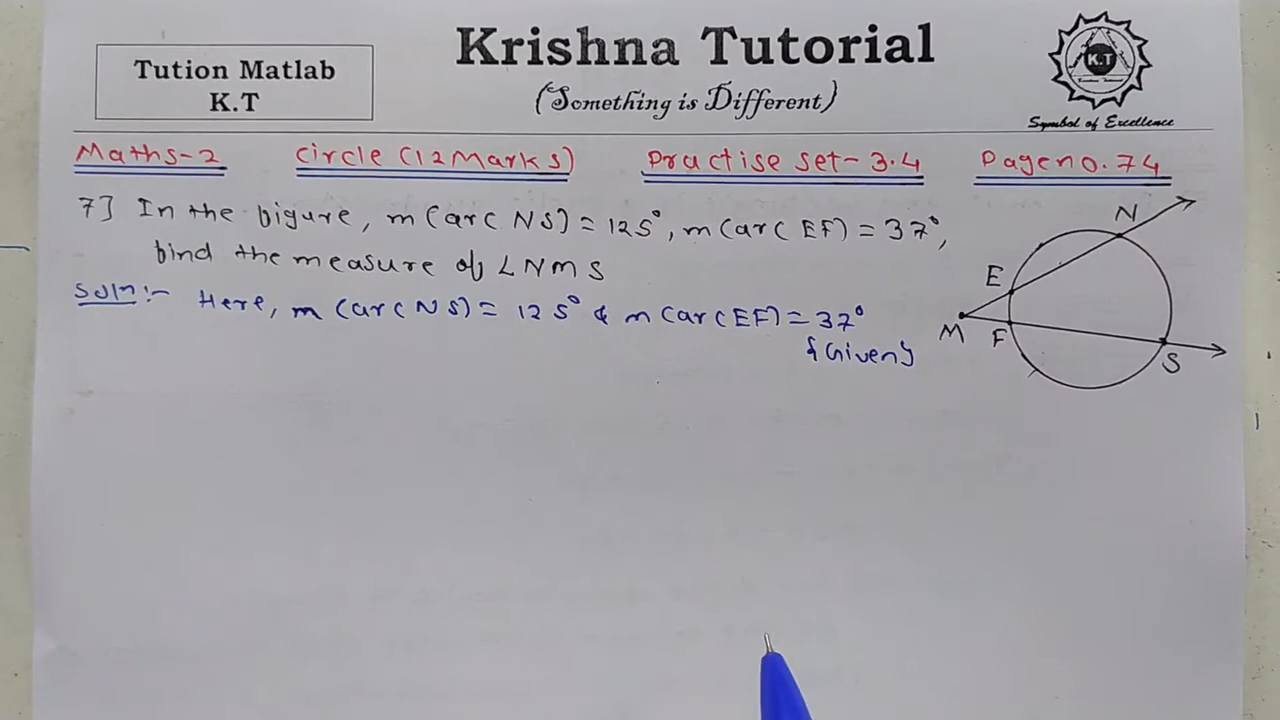 Tution Matlab
K.T
Krishna Tutorial
(Something is Different)
K.T
Symbol of Excellence
Maths-2 Circle (12 Marks) Practise set-3.4 Page no. 74
7] In the figure, m (arc NS) = 125°, m (arc EF) = 37°,
find the measure of ∠NMS
Soln:- Here, m (arc NS) = 125° & m (arc EF) = 37°
{Given}
N
E
M
F
S